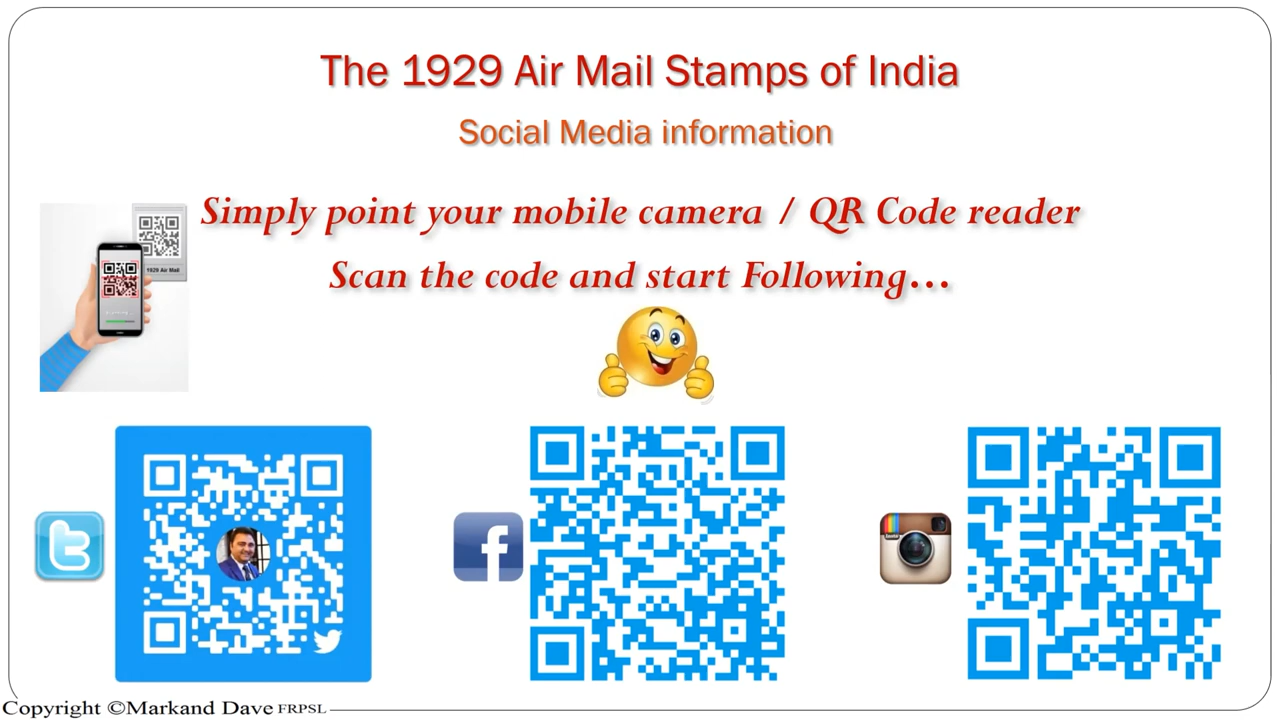 The 1929 Air Mail Stamps of India
Social Media information
Simply point your mobile camera / QR Code reader
Scan the code and start Following...
1929 Air Mail
Copyright ©Markand Dave FRPSL